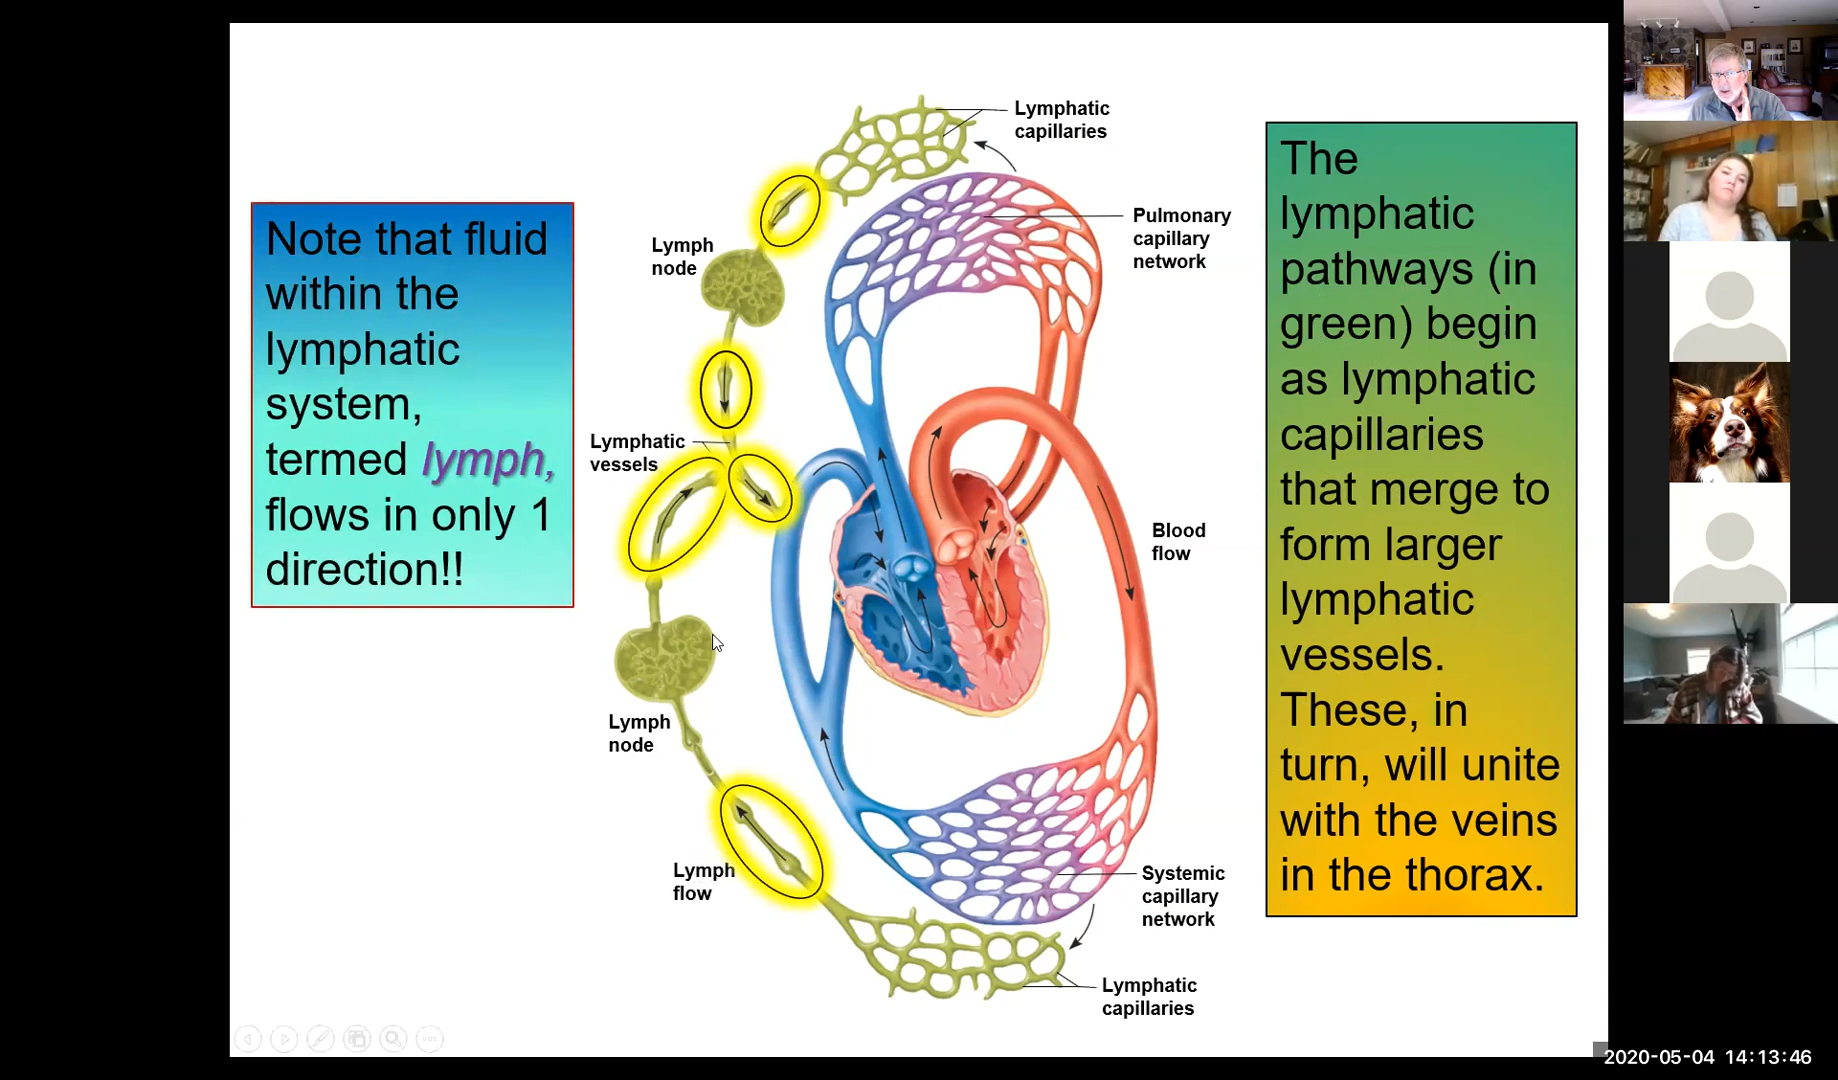 Note that fluid
within the
lymphatic
system,
termed lymph,
flows in only 1
direction!!
Lymphatic
capillaries
Pulmonary
capillary
network
Lymph
node
Lymphatic
vessels
Blood
flow
Lymph
node
Lymph
flow
Systemic
capillary
network
Lymphatic
capillaries
The
lymphatic
pathways (in
green) begin
as lymphatic
capillaries
that merge to
form larger
lymphatic
vessels.
These, in
turn, will unite
with the veins
in the thorax.
2020-05-04 14:13:46